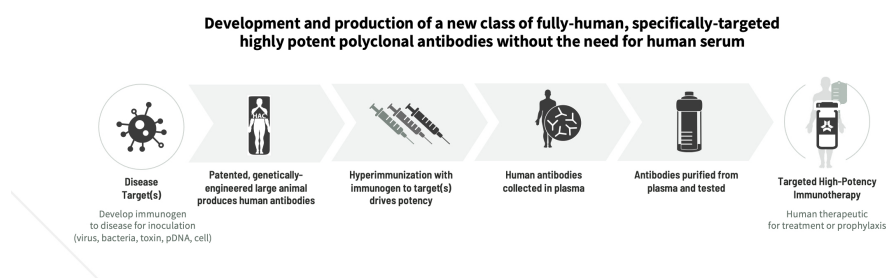 Development and production of a new class of fully-human, specifically-targeted
highly potent polyclonal antibodies without the need for human serum
HAC
Disease
Target(s)
Develop immunogen
to disease for inoculation
(virus, bacteria, toxin, pDNA, cell)
Patented, genetically-
engineered large animal
produces human antibodies
Hyperimmunization with
immunogen to target(s)
drives potency
Human antibodies
collected in plasma
Antibodies purified from
plasma and tested
Targeted High-Potency
Immunotherapy
Human therapeutic
for treatment or prophylaxis